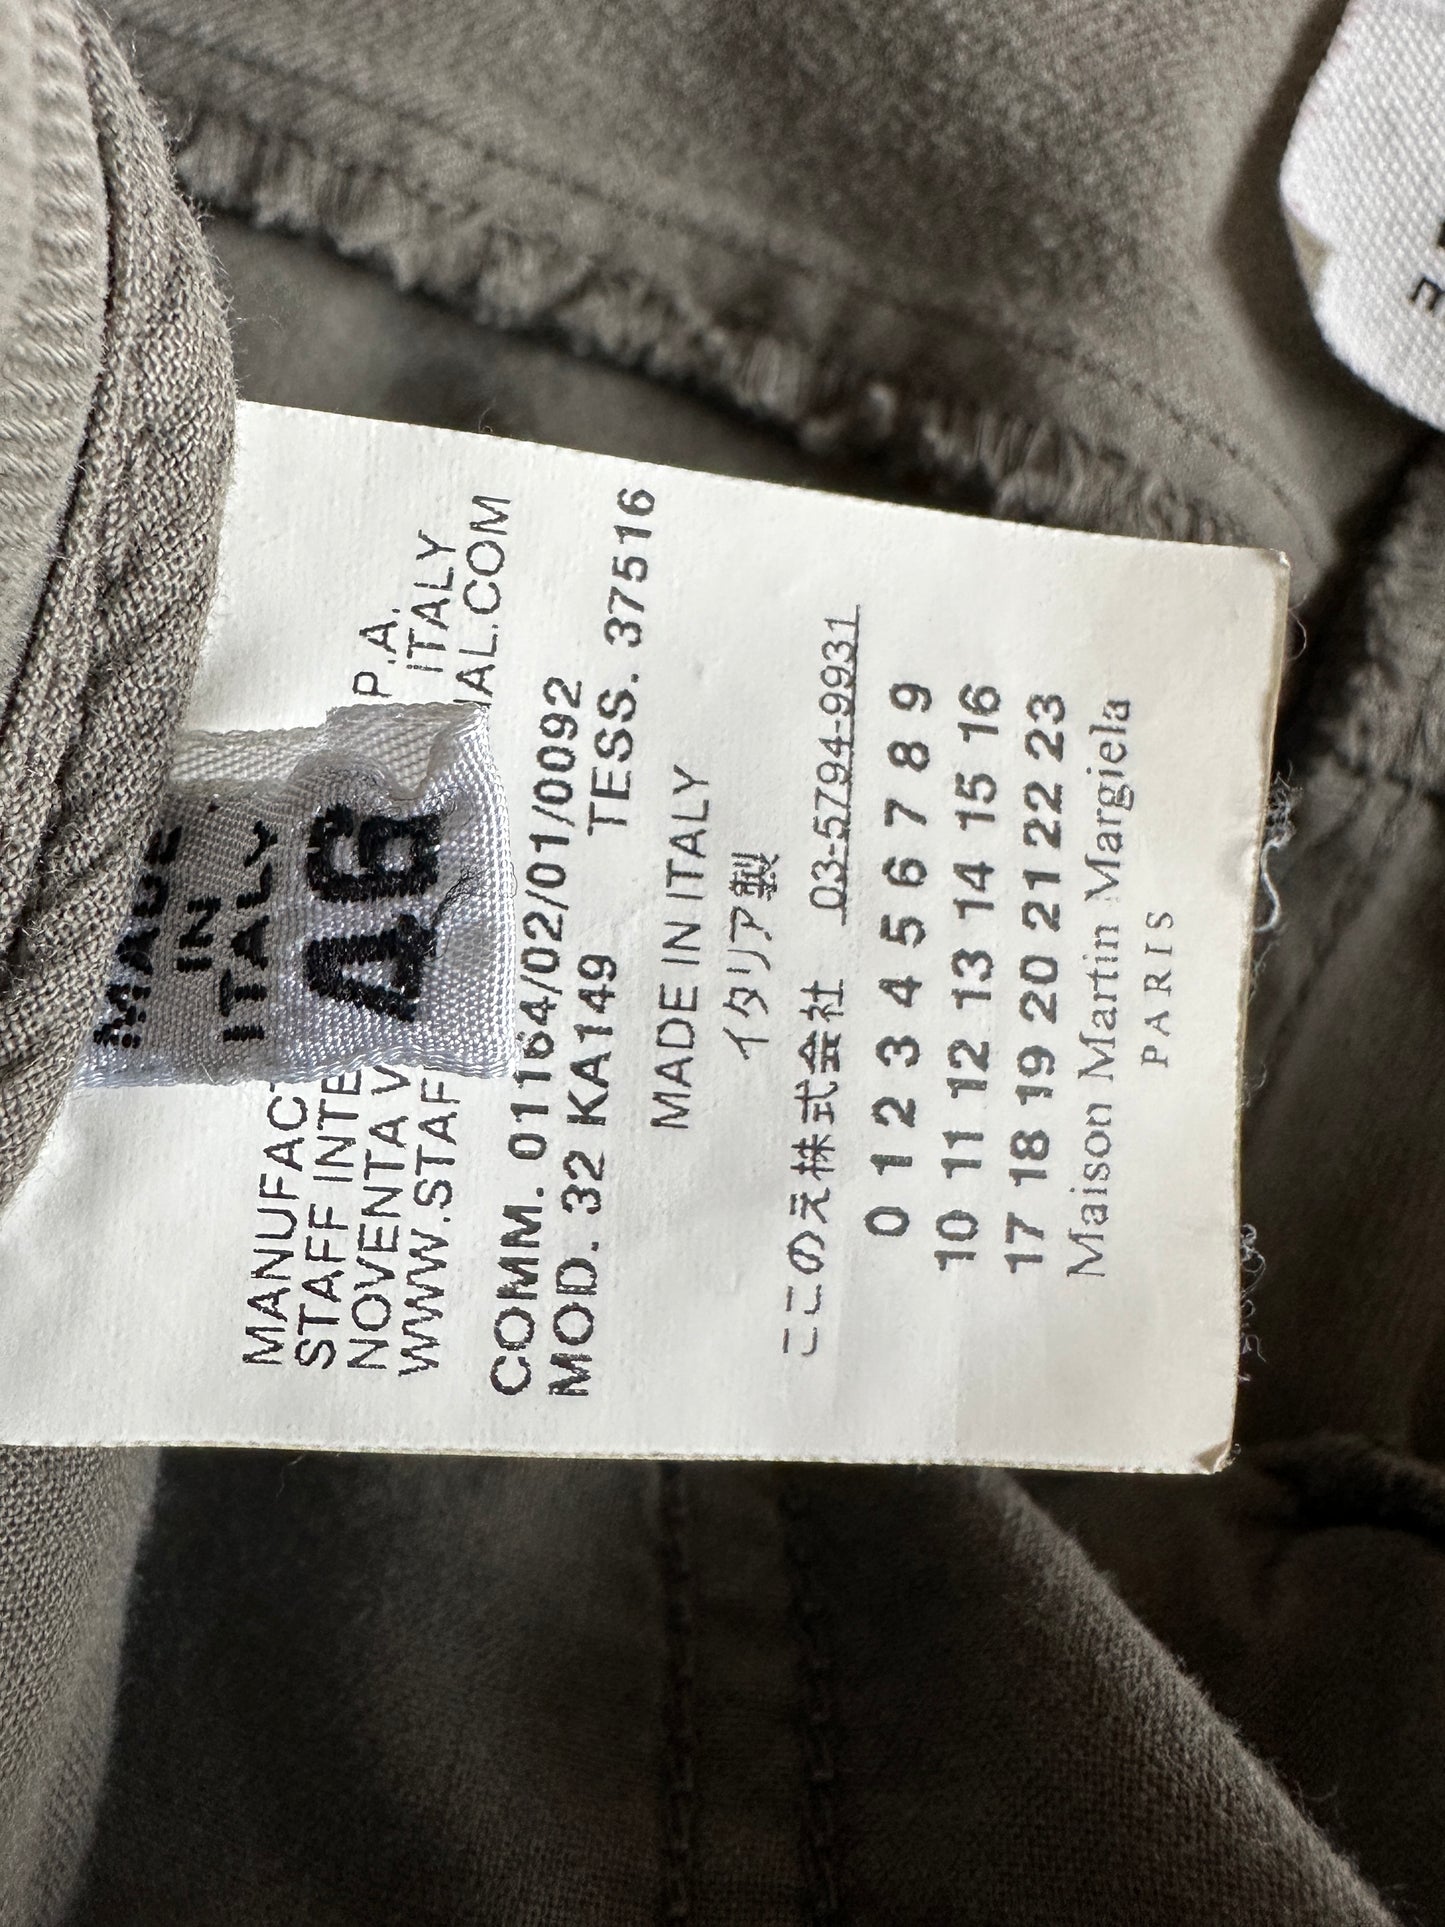 MADE
IN
ITALY
46
MANUFAC P.A.
STAFF INTE
NOVENTA V ITALY
WWW.STAF NAL.COM
COMM. 01164/02/01/0092
MOD. 32 KA149 TESS. 37516
MADE IN ITALY
イタリア製
ここのえ株式会社 03-5794-9931
0 1 2 3 4 5 6 7 8 9
10 11 12 13 14 15 16
17 18 19 20 21 22 23
Maison Martin Margiela
PARIS